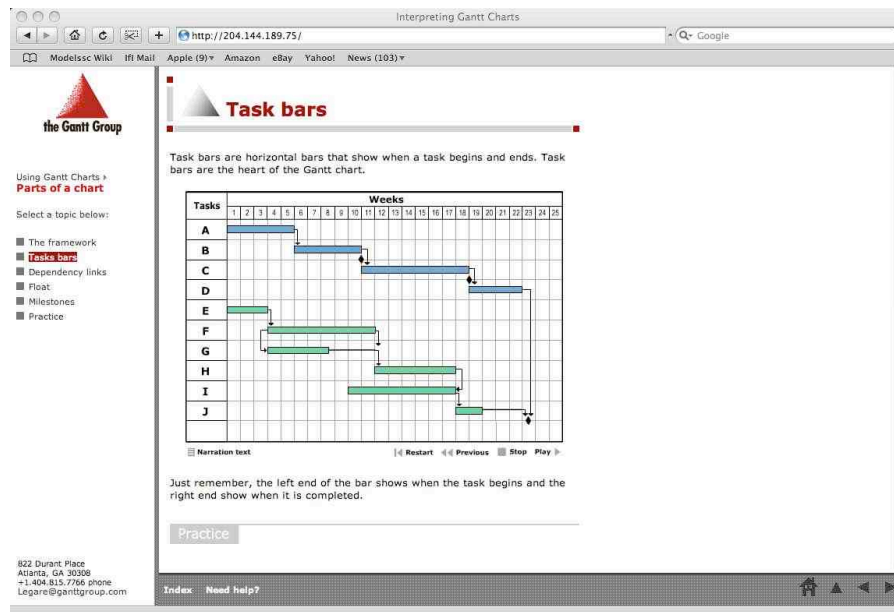 Interpreting Gantt Charts
http://204.144.189.75/
Google
Modelssc Wiki Ifi Mail Apple (9) Amazon eBay Yahoo! News (103)
the Gantt Group
Using Gantt Charts
Parts of a chart
Select a topic below:
The framework
Tasks bars
Dependency links
Float
Milestones
Practice
822 Durant Place
Atlanta, GA 30308
+1.404.815.7766 phone
Legare@ganttgroup.com
Task bars
Task bars are horizontal bars that show when a task begins and ends. Task
bars are the heart of the Gantt chart.
Tasks
Weeks
1 2 3 4 5 6 7 8 9 10 11 12 13 14 15 16 17 18 19 20 21 22 23 24 25
A
B
C
D
E
F
G
H
I
J
Narration text Restart Previous Stop Play
Just remember, the left end of the bar shows when the task begins and the
right end show when it is completed.
Practice
Index Need help?